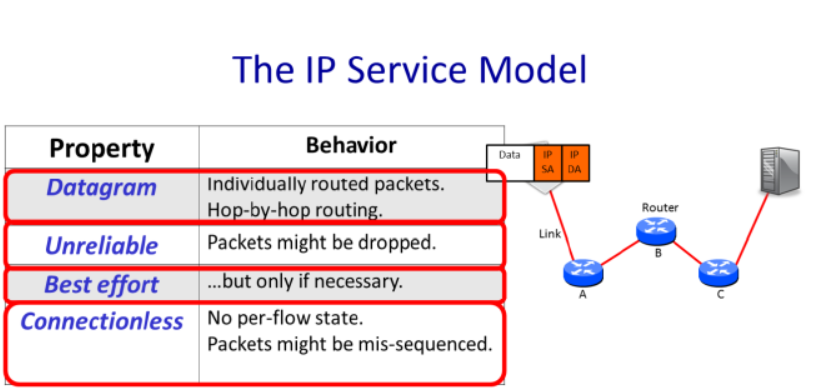 The IP Service Model
Property
Behavior
Datagram
Individually routed packets.
Hop-by-hop routing.
Unreliable
Packets might be dropped.
Best effort
...but only if necessary.
Connectionless
No per-flow state.
Packets might be mis-sequenced.
Data
IP
SA
IP
DA
Link
Router
A
B
C